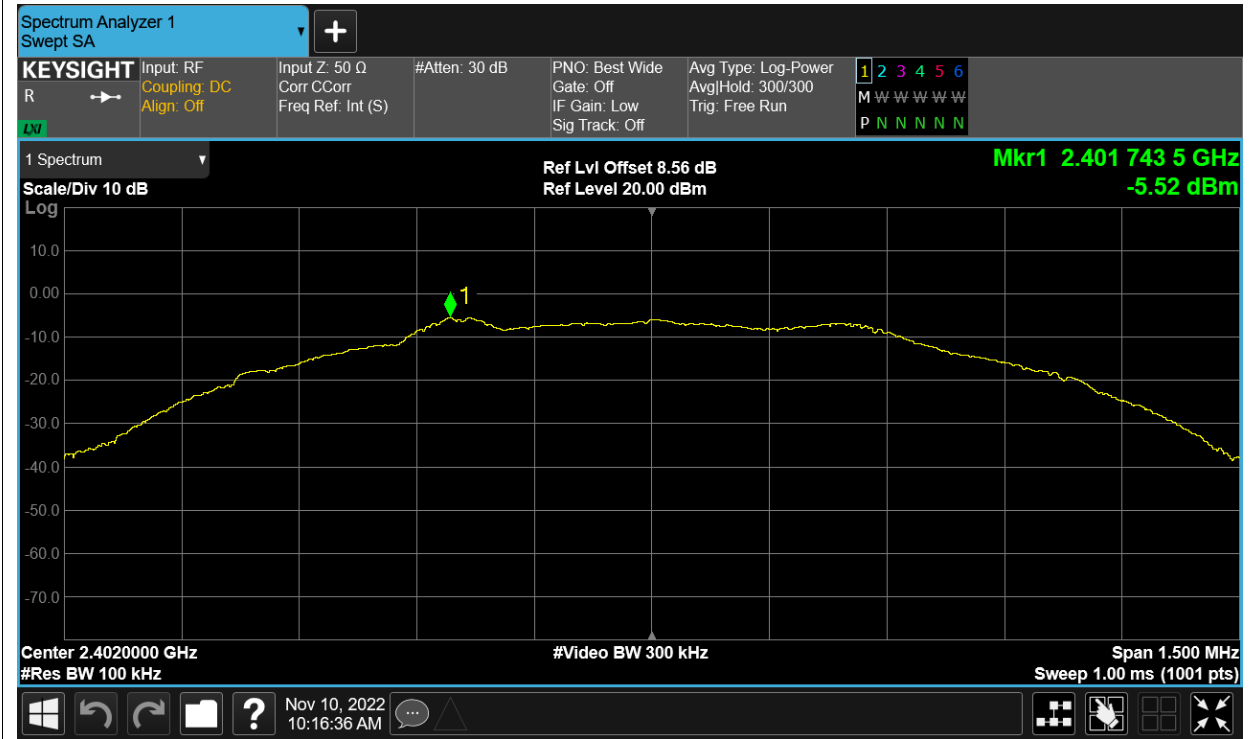 Spectrum Analyzer 1
Swept SA
KEYSIGHT
R
LXI
Input: RF
Coupling: DC
Align: Off
Input Z: 50 Ω
Corr CCorr
Freq Ref: Int (S)
#Atten: 30 dB
PNO: Best Wide
Gate: Off
IF Gain: Low
Sig Track: Off
Avg Type: Log-Power
Avg|Hold: 300/300
Trig: Free Run
1 2 3 4 5 6
M W W W W W
P N N N N N
1 Spectrum
Scale/Div 10 dB
Log
Ref Lvl Offset 8.56 dB
Ref Level 20.00 dBm
Mkr1 2.401 743 5 GHz
-5.52 dBm
10.0
0.00
1
-10.0
-20.0
-30.0
-40.0
-50.0
-60.0
-70.0
Center 2.4020000 GHz
#Res BW 100 kHz
#Video BW 300 kHz
Span 1.500 MHz
Sweep 1.00 ms (1001 pts)
?
Nov 10, 2022
10:16:36 AM